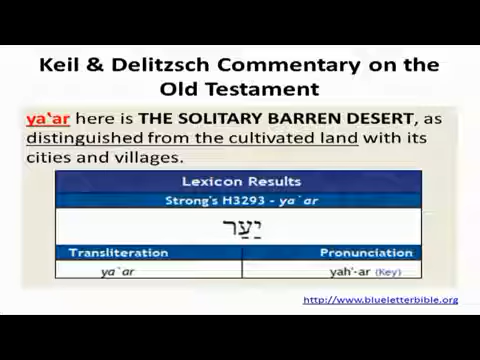 Keil & Delitzsch Commentary on the
Old Testament
ya‛ar here is THE SOLITARY BARREN DESERT, as
distinguished from the cultivated land with its
cities and villages.
Lexicon Results
Strong's H3293 - ya`ar
יַעַר
Transliteration Pronunciation
ya`ar yah'·ar (Key)
http://www.blueletterbible.org